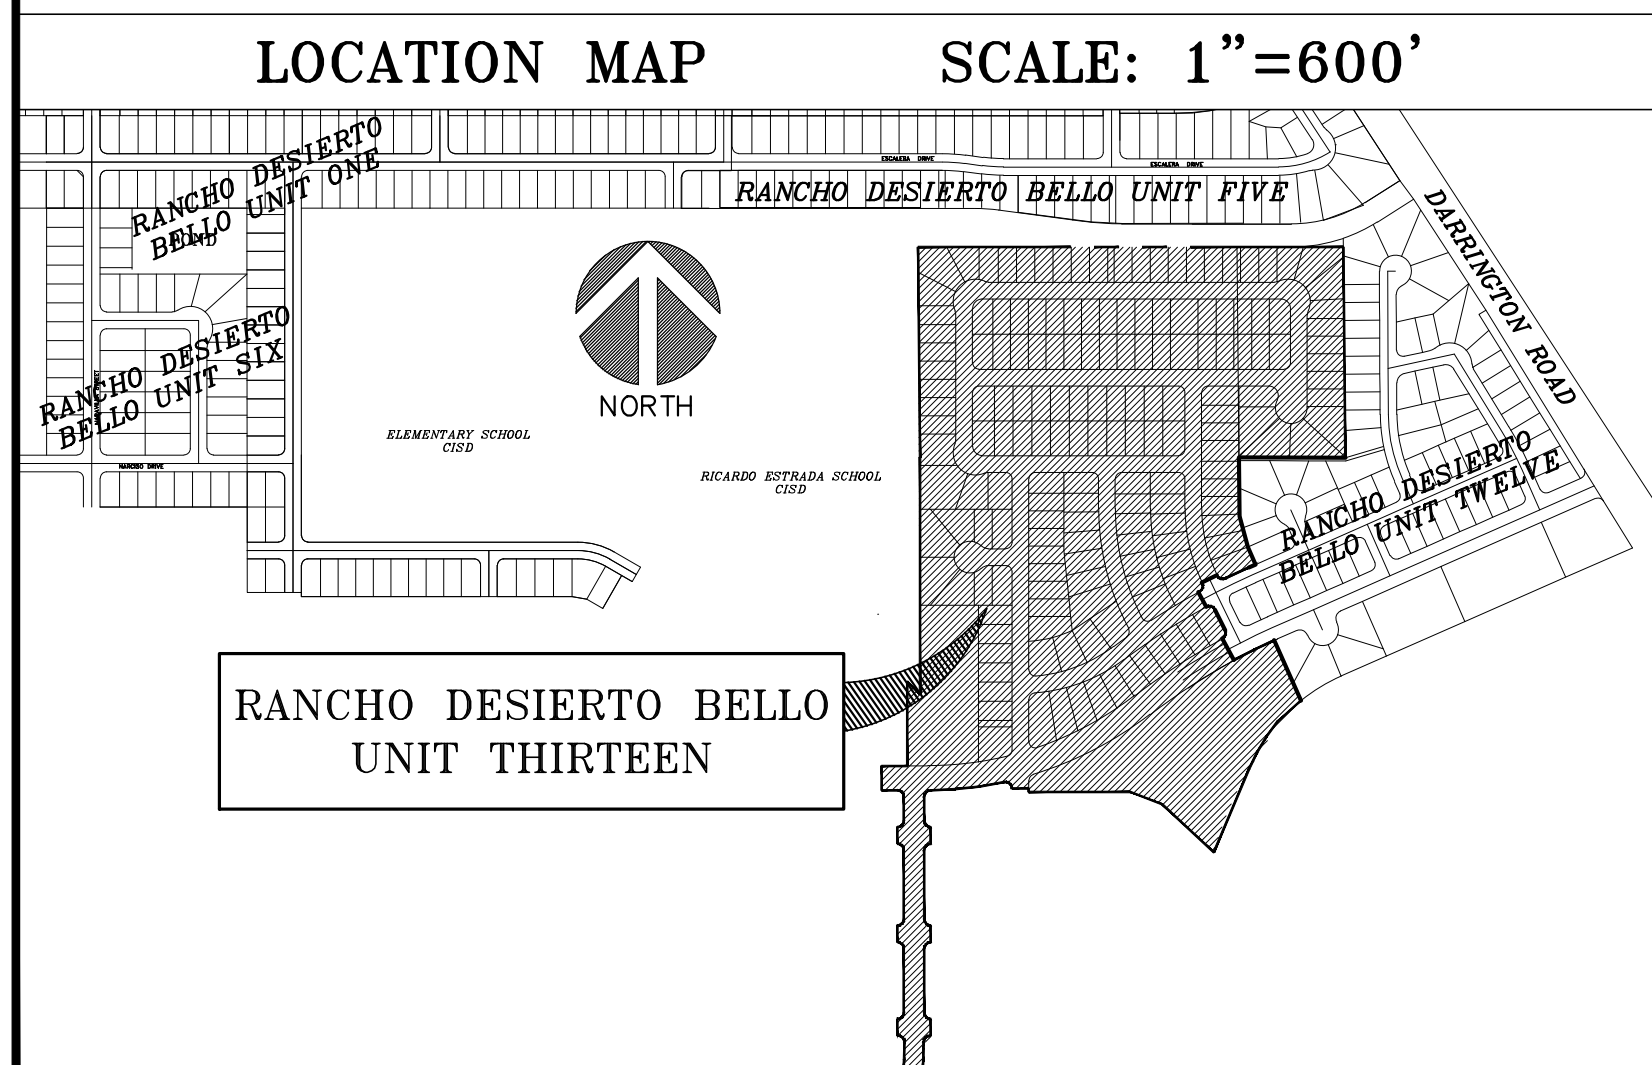 LOCATION MAP SCALE: 1”=600’
ESCALERA DRIVE
ESCALERA DRIVE
RANCHO DESIERTO
BELLO UNIT ONE
POND
RANCHO DESIERTO BELLO UNIT FIVE
DARRINGTON ROAD
RANCHO DESIERTO
BELLO UNIT SIX
NORTH
ELEMENTARY SCHOOL
CISD
RICARDO ESTRADA SCHOOL
CISD
NARCISO DRIVE
RANCHO DESIERTO
BELLO UNIT TWELVE
RANCHO DESIERTO BELLO
UNIT THIRTEEN